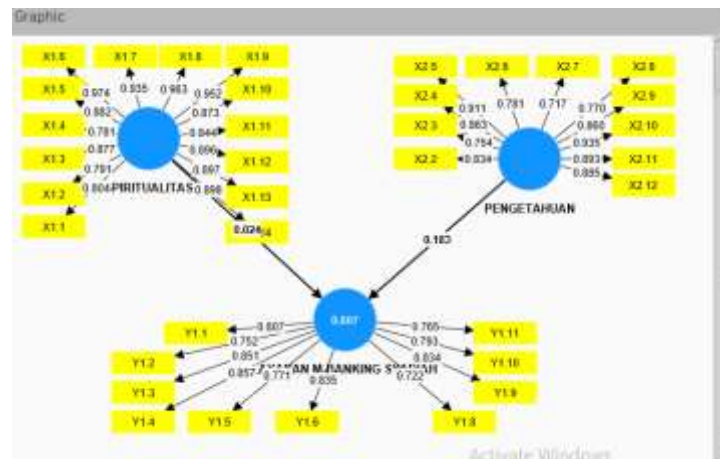 Graphic
X1.6 X1.7 X1.8 X1.9
X1.5 X1.10
X1.4 X1.11
X1.3 X1.12
X1.2 X1.13
X1.1
0.974 0.935 0.963 0.952
0.882 0.873
0.781 0.844
0.877 0.896
0.791 0.897
0.804 0.898
PIRITUALITAS
0.024
X2.5 X2.6 X2.7 X2.8
X2.4 X2.9
X2.3 X2.10
X2.2 X2.11
X2.12
0.911 0.781 0.717 0.770
0.863 0.860
0.754 0.935
0.834 0.893
0.885
PENGETAHUAN
0.183
Y1.1 Y1.11
Y1.2 Y1.10
Y1.3 Y1.9
Y1.4 Y1.5 Y1.6 Y1.8
0.807 0.765
0.752 0.793
0.851 0.834
0.857 0.771 0.835 0.722
M-BANKING
Activate Windows